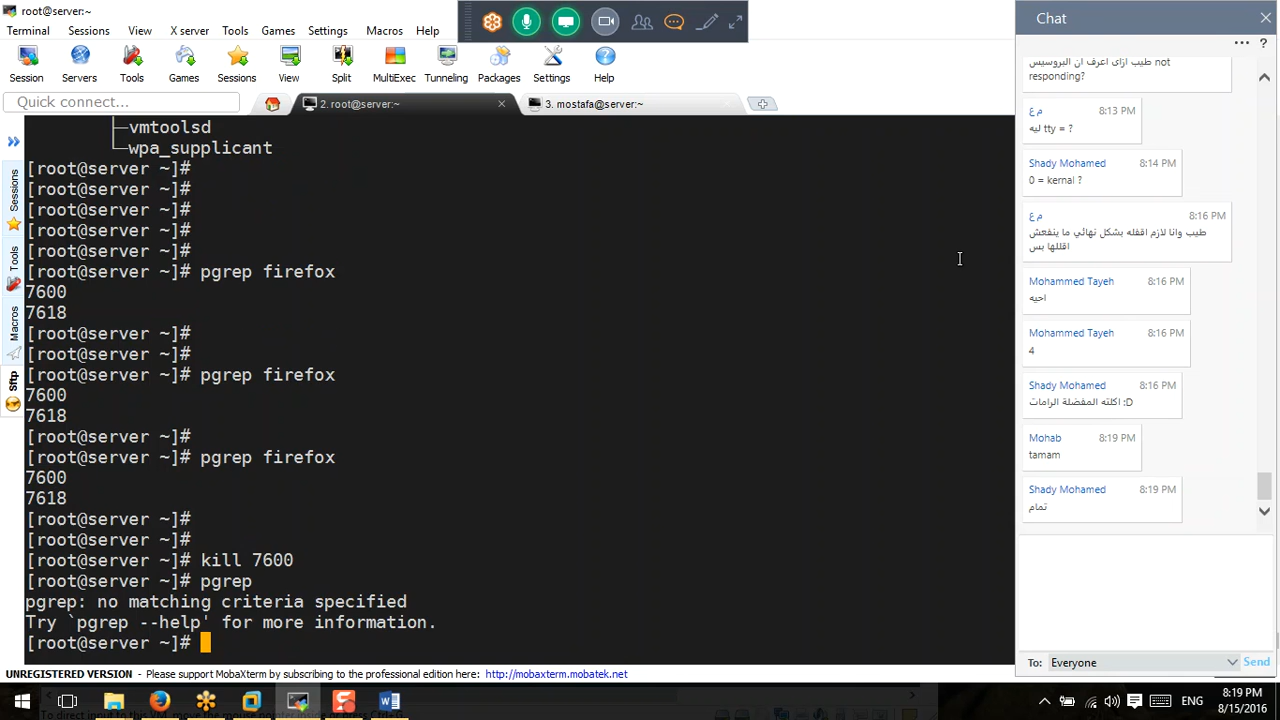 root@server:~
Terminal Sessions View X server Tools Games Settings Macros Help
Session Servers Tools Games Sessions View Split MultiExec Tunneling Packages Settings Help
Quick connect...
2. root@server:~
3. mostafa@server:~
Sessions
Tools
Macros
Sftp
├─vmtoolsd
└─wpa_supplicant
[root@server ~]#
[root@server ~]#
[root@server ~]#
[root@server ~]#
[root@server ~]#
[root@server ~]# pgrep firefox
7600
7618
[root@server ~]#
[root@server ~]#
[root@server ~]# pgrep firefox
7600
7618
[root@server ~]#
[root@server ~]# pgrep firefox
7600
7618
[root@server ~]#
[root@server ~]#
[root@server ~]# kill 7600
[root@server ~]# pgrep
pgrep: no matching criteria specified
Try `pgrep --help' for more information.
[root@server ~]#
Chat
طيب ازاى اعرف ان البروسيس not
responding?
م ع 8:13 PM
ليه tty = ?
Shady Mohamed 8:14 PM
0 = kernal ?
م ع 8:16 PM
طيب وانا لازم اقفله بشكل نهائي ما ينفعش
اقللها بس
Mohammed Tayeh 8:16 PM
احيه
Mohammed Tayeh 8:16 PM
4
Shady Mohamed 8:16 PM
اكلته المفضلة الرامات :D
Mohab 8:19 PM
tamam
Shady Mohamed 8:19 PM
تمام
To: Everyone Send
UNREGISTERED VERSION - Please support MobaXterm by subscribing to the professional edition here: http://mobaxterm.mobatek.net
ENG
8:19 PM
8/15/2016